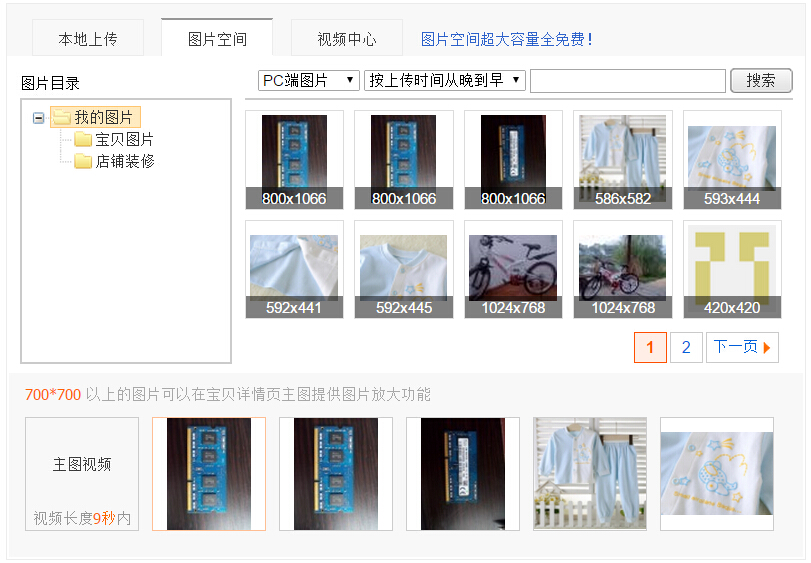 本地上传
图片空间
视频中心
图片空间超大容量全免费！
图片目录
PC端图片
按上传时间从晚到早
搜索
我的图片
宝贝图片
店铺装修
800x1066
800x1066
800x1066
586x582
593x444
592x441
592x445
1024x768
1024x768
420x420
1
2
下一页
700*700 以上的图片可以在宝贝详情页主图提供图片放大功能
主图视频
视频长度9秒内